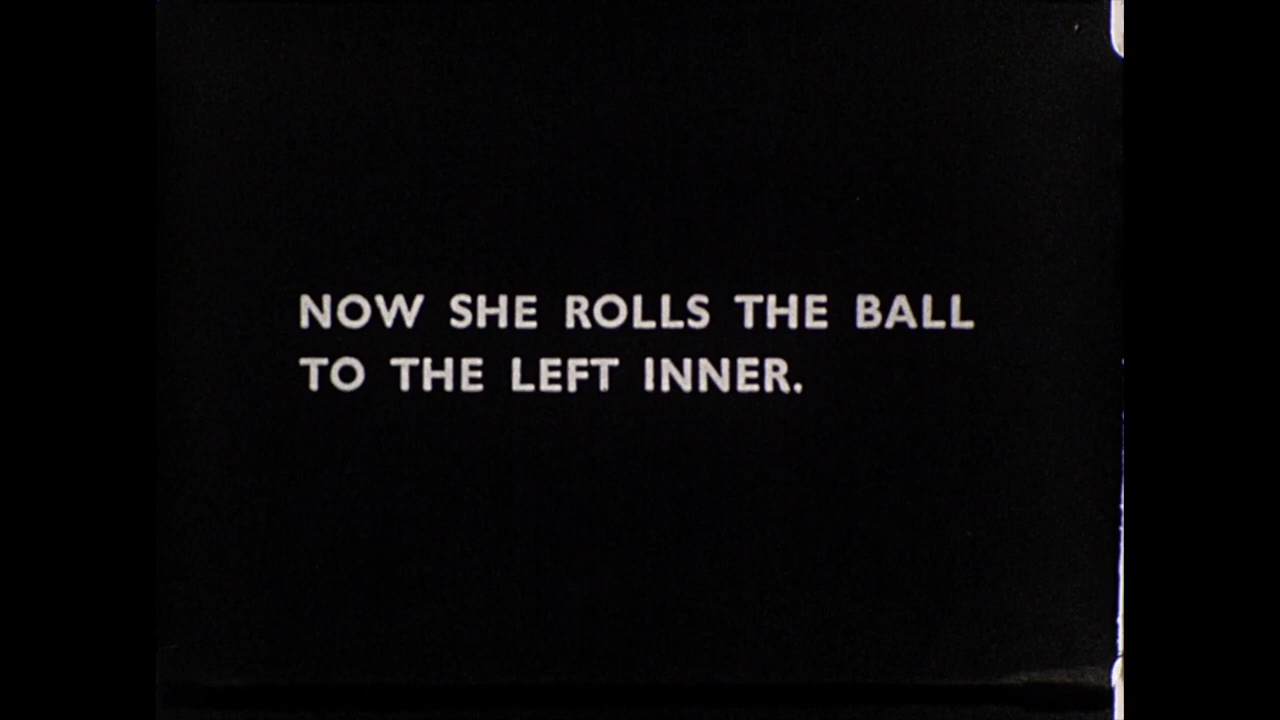 NOW SHE ROLLS THE BALL
TO THE LEFT INNER.